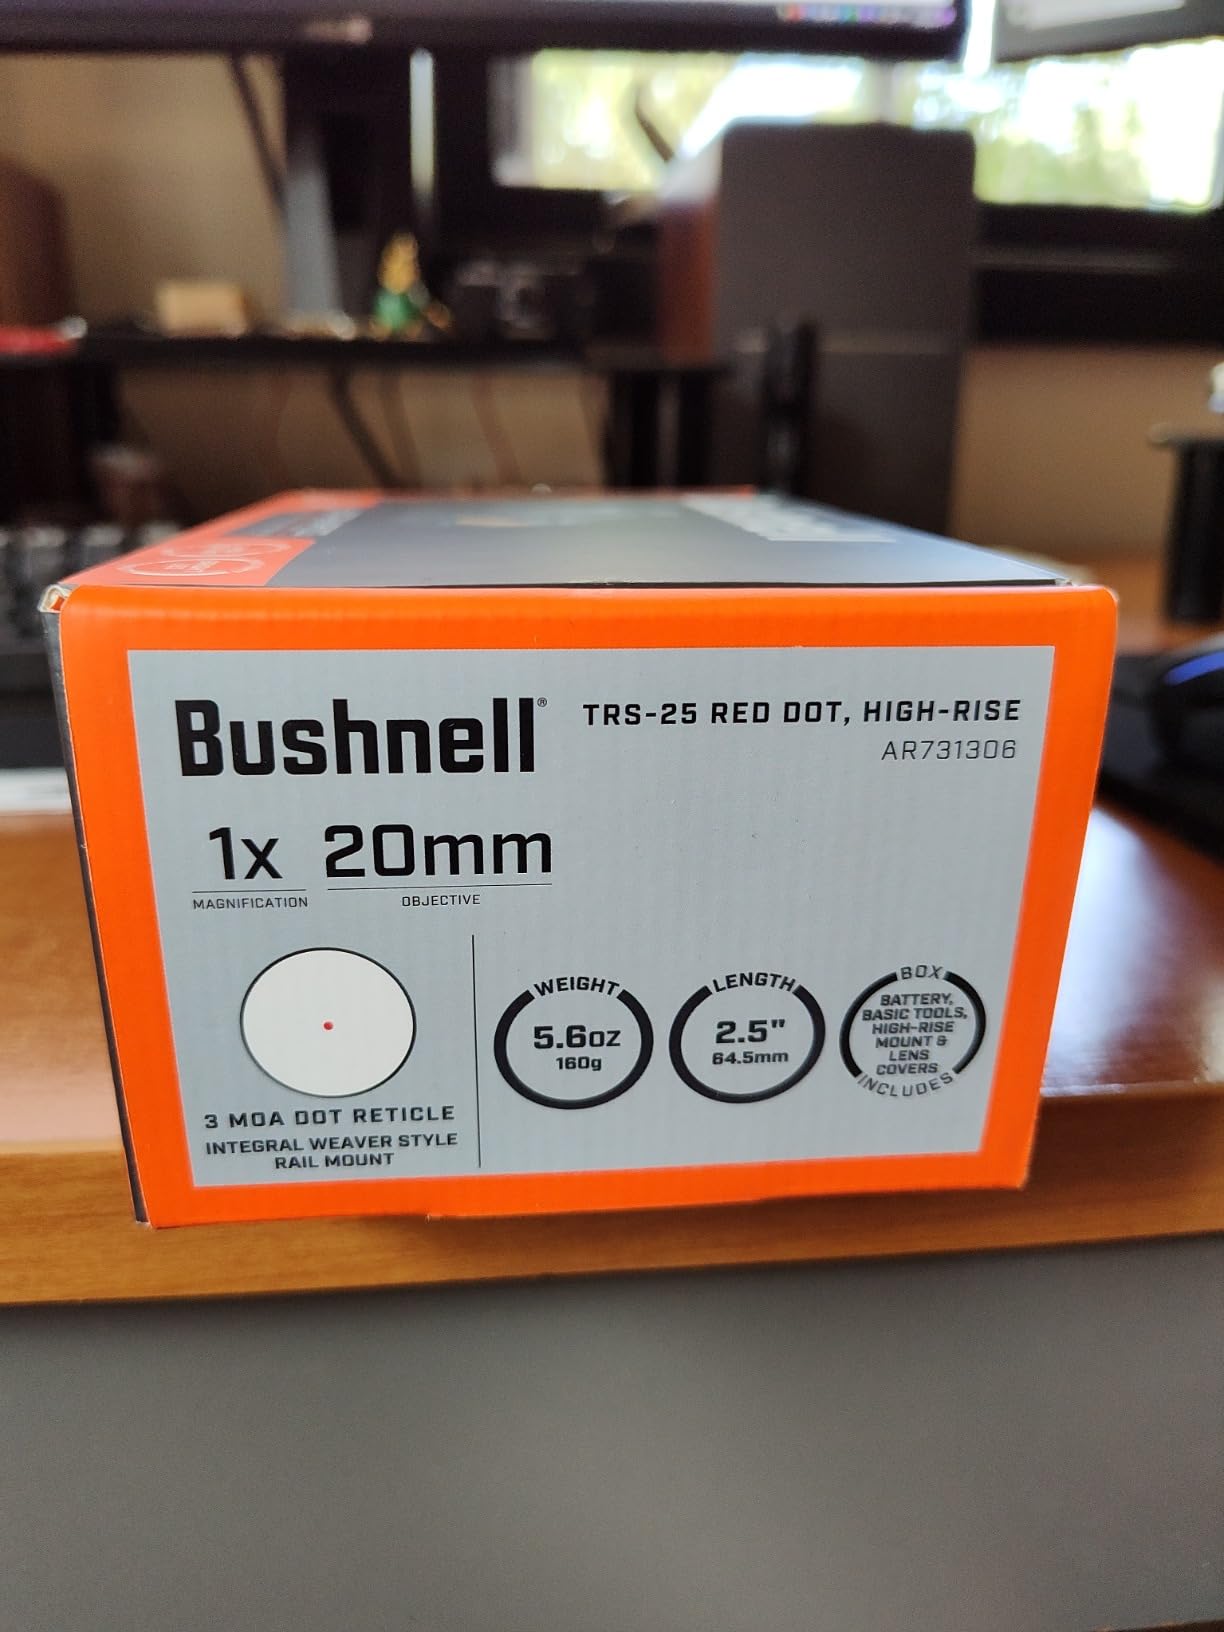 Bushnell®
TRS-25 RED DOT, HIGH-RISE
AR731306
1x
MAGNIFICATION
20mm
OBJECTIVE
3 MOA DOT RETICLE
INTEGRAL WEAVER STYLE
RAIL MOUNT
WEIGHT
5.6oz
160g
LENGTH
2.5"
64.5mm
BOX
BATTERY,
BASIC TOOLS,
HIGH-RISE
MOUNT &
LENS
COVERS
INCLUDES